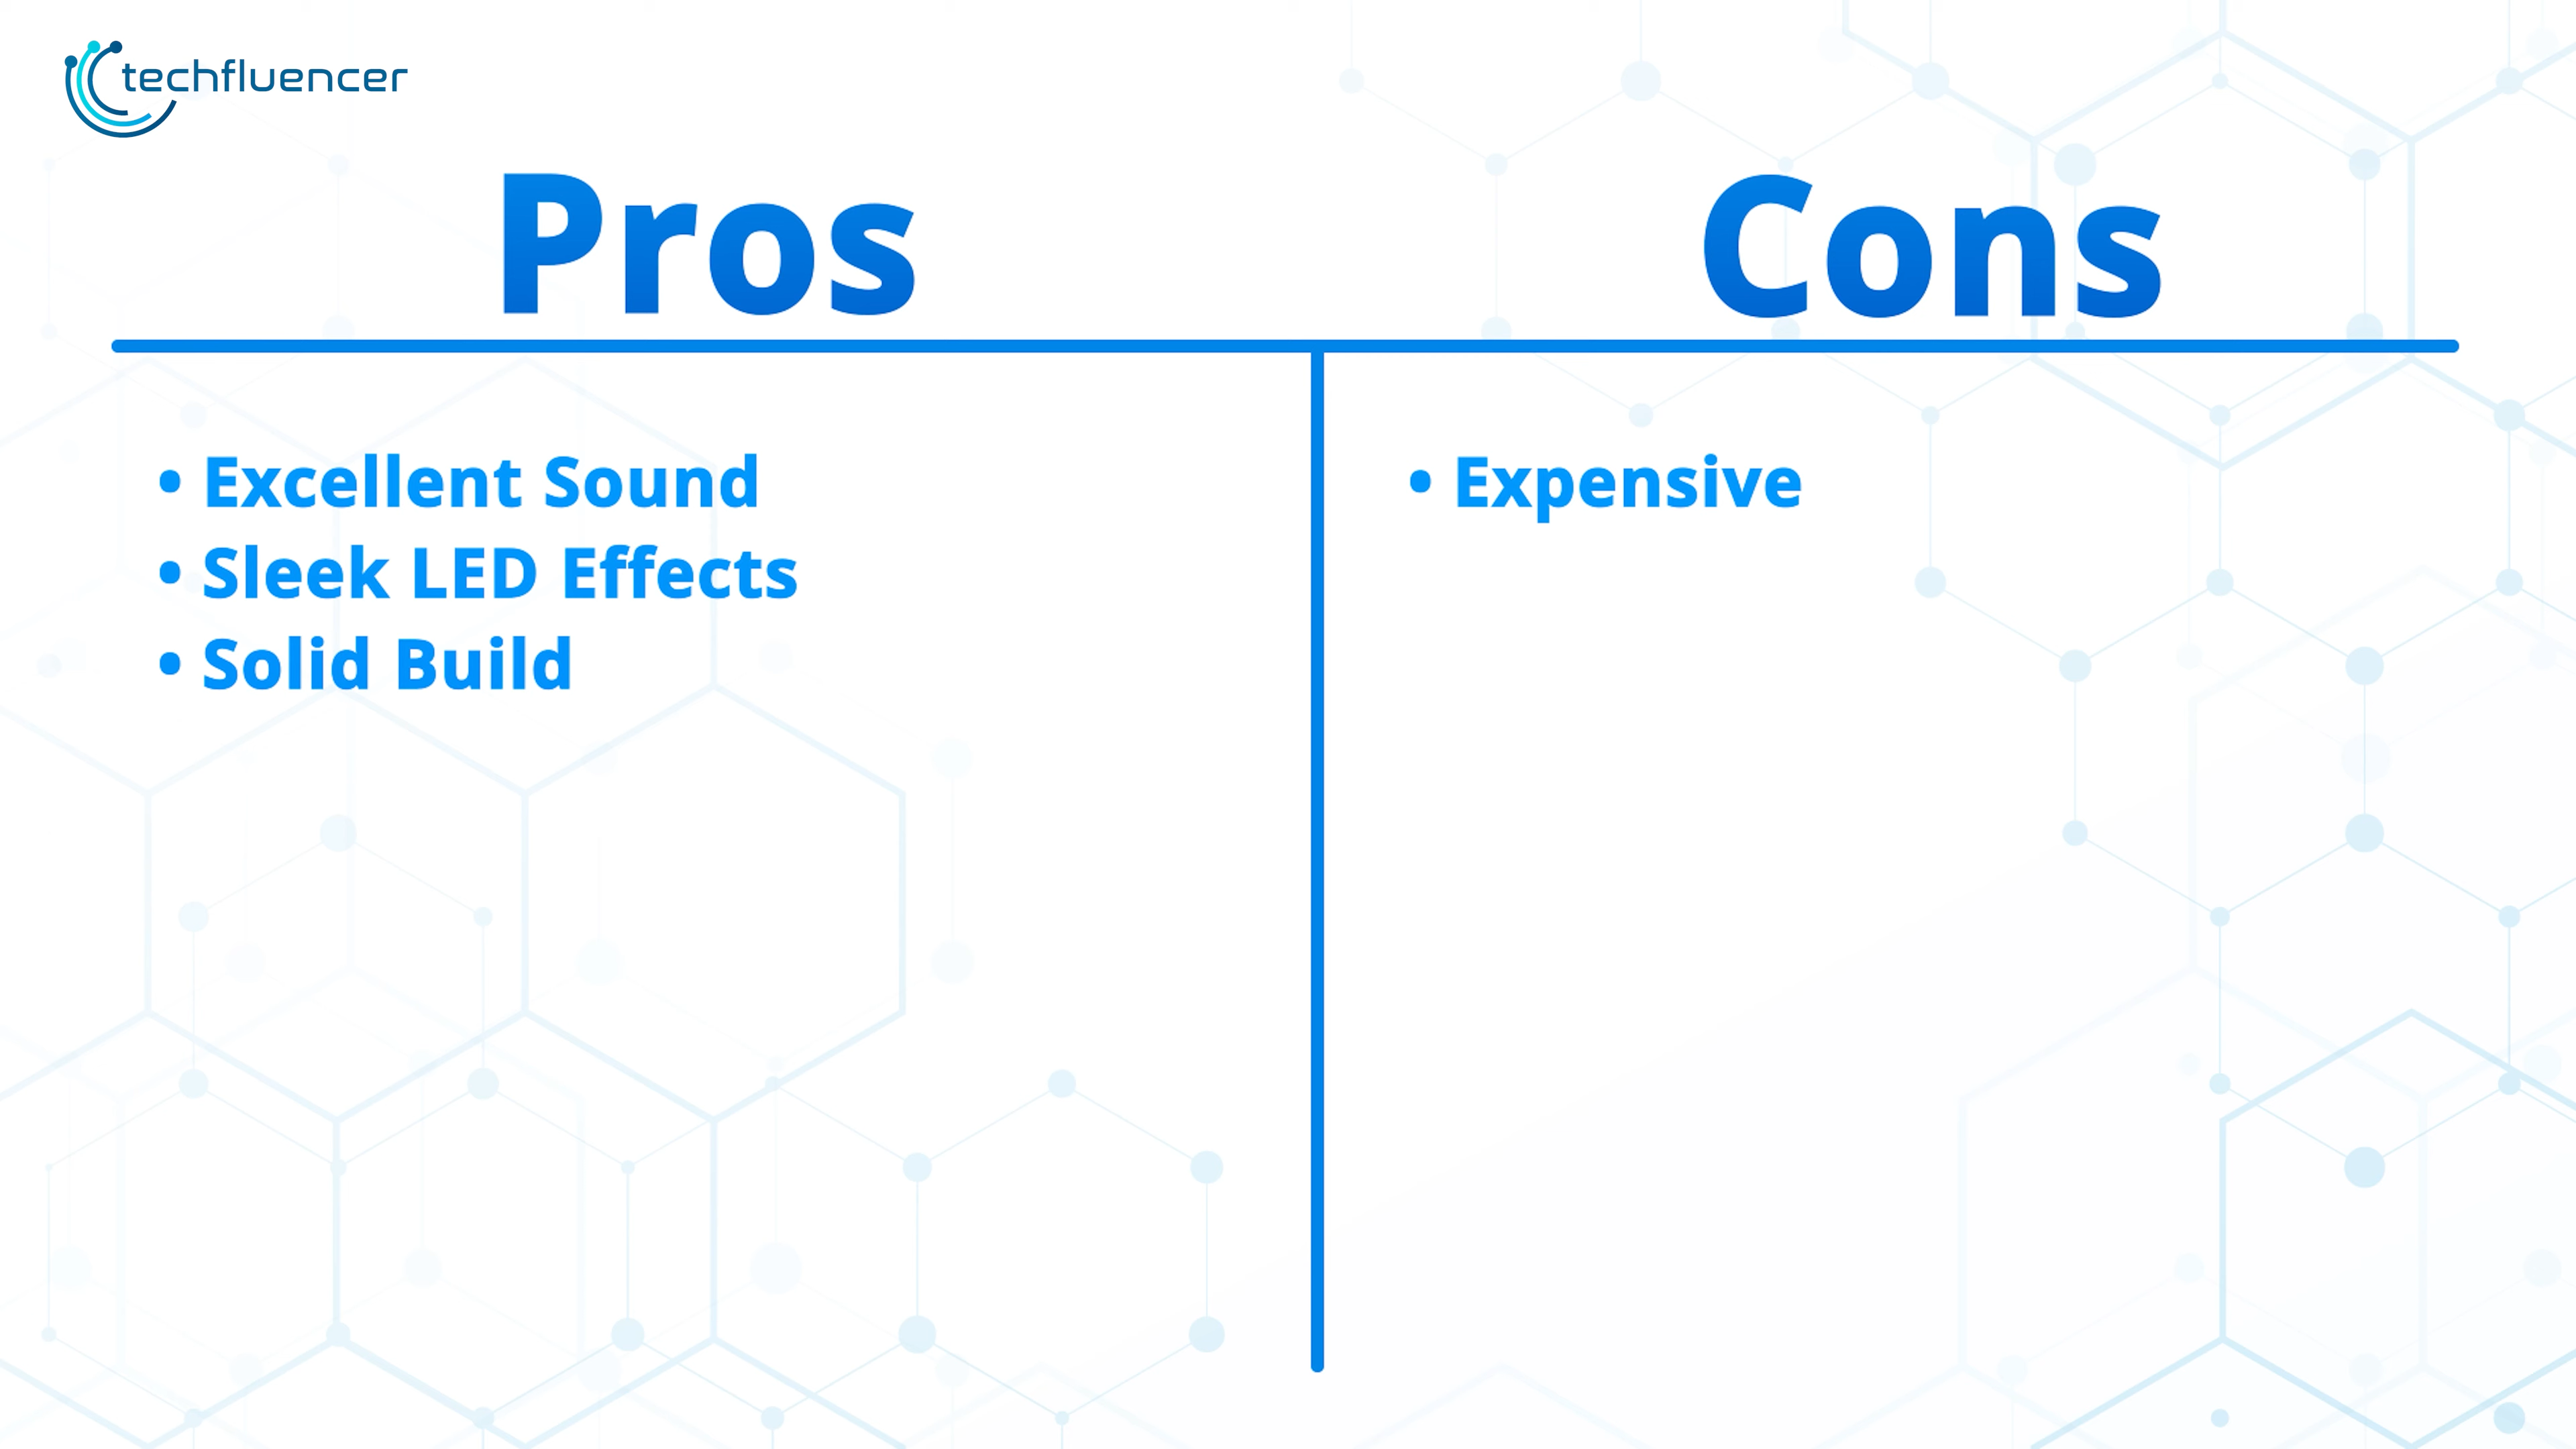 techfluencer
Pros
Cons
• Excellent Sound
• Sleek LED Effects
• Solid Build
• Expensive